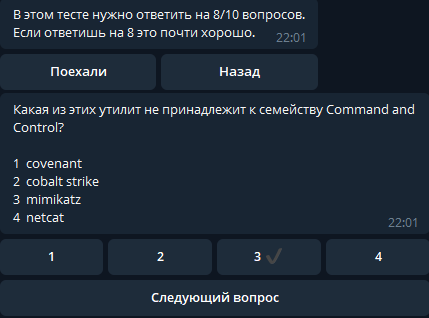 В этом тесте нужно ответить на 8/10 вопросов.
Если ответишь на 8 это почти хорошо.
22:01
Поехали
Назад
Какая из этих утилит не принадлежит к семейству Command and
Control?
1 covenant
2 cobalt strike
3 mimikatz
4 netcat
22:01
1
2
3 ✓
4
Следующий вопрос